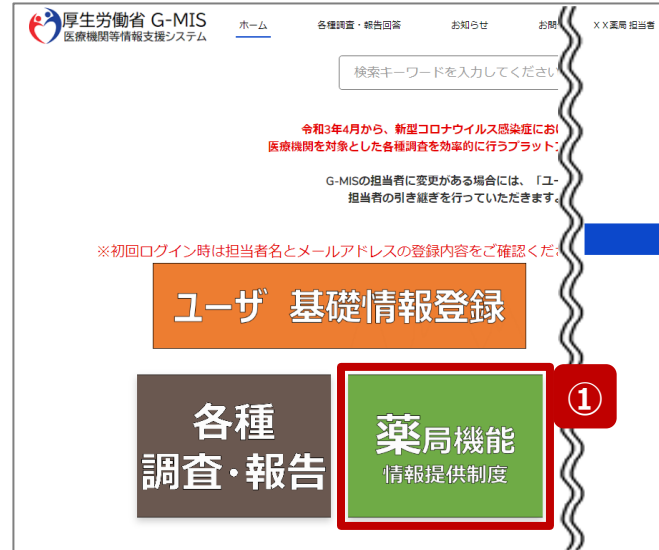 厚生労働省 G-MIS
医療機関等情報支援システム
ホーム 各種調査・報告回答 お知らせ お問 XX薬局 担当者
検索キーワードを入力してください
令和3年4月から、新型コロナウイルス感染症にお
医療機関を対象とした各種調査を効率的に行うプラット
G-MISの担当者に変更がある場合には、「ユー
担当者の引き継ぎを行っていただきます。
※初回ログイン時は担当者名とメールアドレスの登録内容をご確認くだ
ユーザ 基礎情報登録
各種
調査・報告
薬局機能
情報提供制度
①